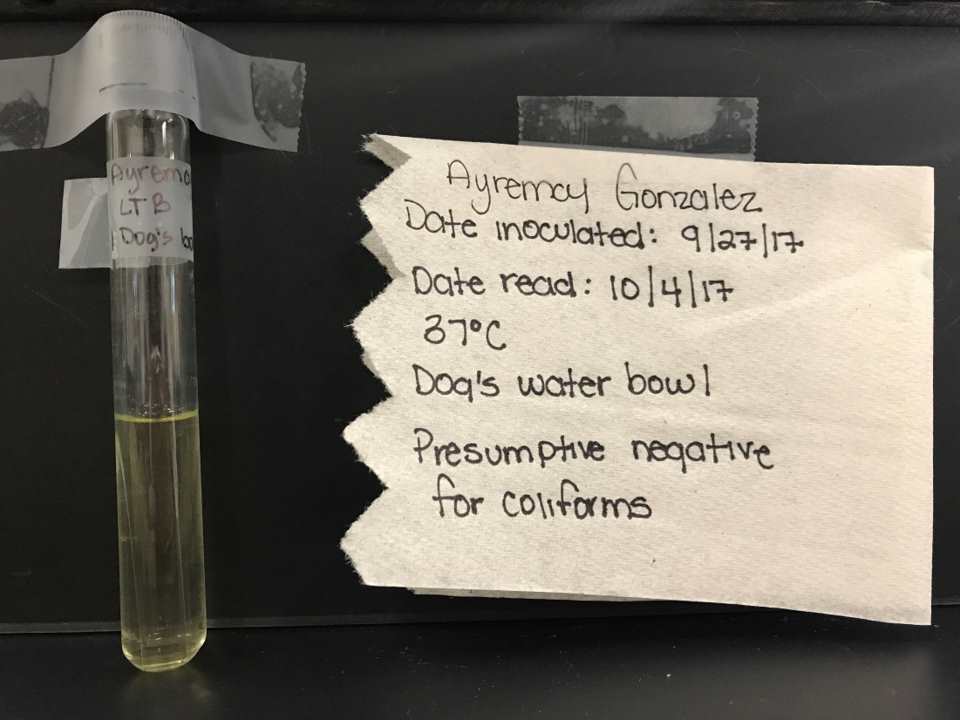 Ayrema
LTB
Dog's bo
Ayremay Gonzalez
Date inoculated: 9/27/17
Date read: 10/4/17
37°C
Dog's water bowl
Presumptive negative
for coliforms